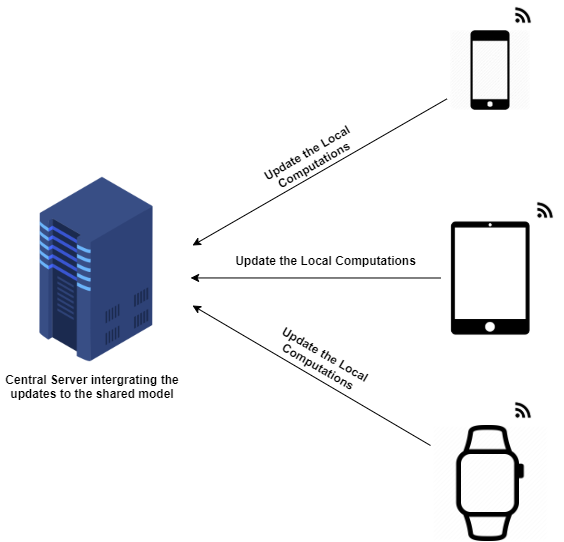 Update the Local
Computations
Update the Local Computations
Update the Local
Computations
Central Server intergrating the
updates to the shared model